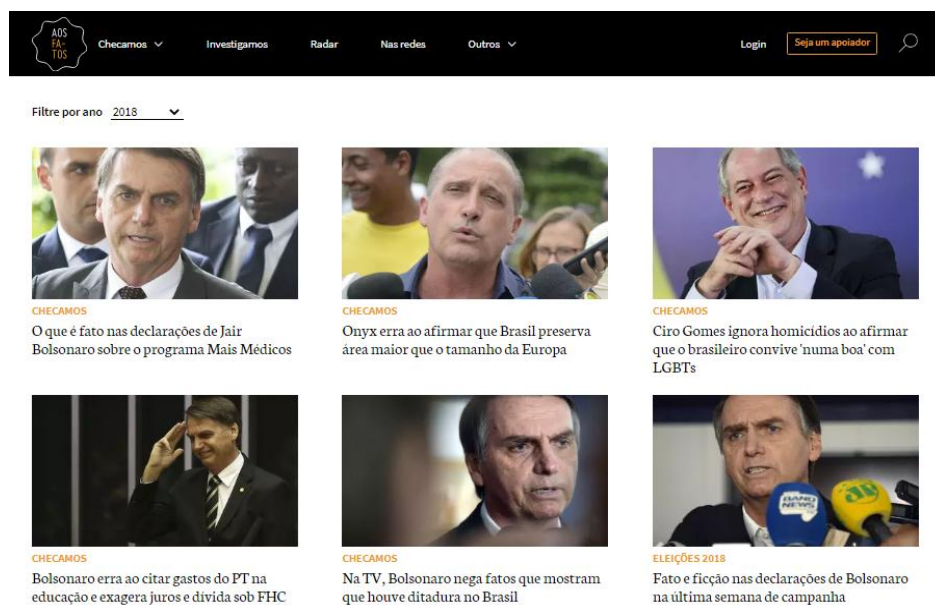 AOS
FA-
TOS
Checamos
Investigamos
Radar
Nas redes
Outros
Login
Seja um apoiador
Filtre por ano 2018
CHECAMOS
O que é fato nas declarações de Jair
Bolsonaro sobre o programa Mais Médicos
CHECAMOS
Onyx erra ao afirmar que Brasil preserva
área maior que o tamanho da Europa
CHECAMOS
Ciro Gomes ignora homicídios ao afirmar
que o brasileiro convive 'numa boa' com
LGBTs
CHECAMOS
Bolsonaro erra ao citar gastos do PT na
educação e exagera juros e dívida sob FHC
CHECAMOS
Na TV, Bolsonaro nega fatos que mostram
que houve ditadura no Brasil
BAND
NEWS
ELEIÇÕES 2018
Fato e ficção nas declarações de Bolsonaro
na última semana de campanha